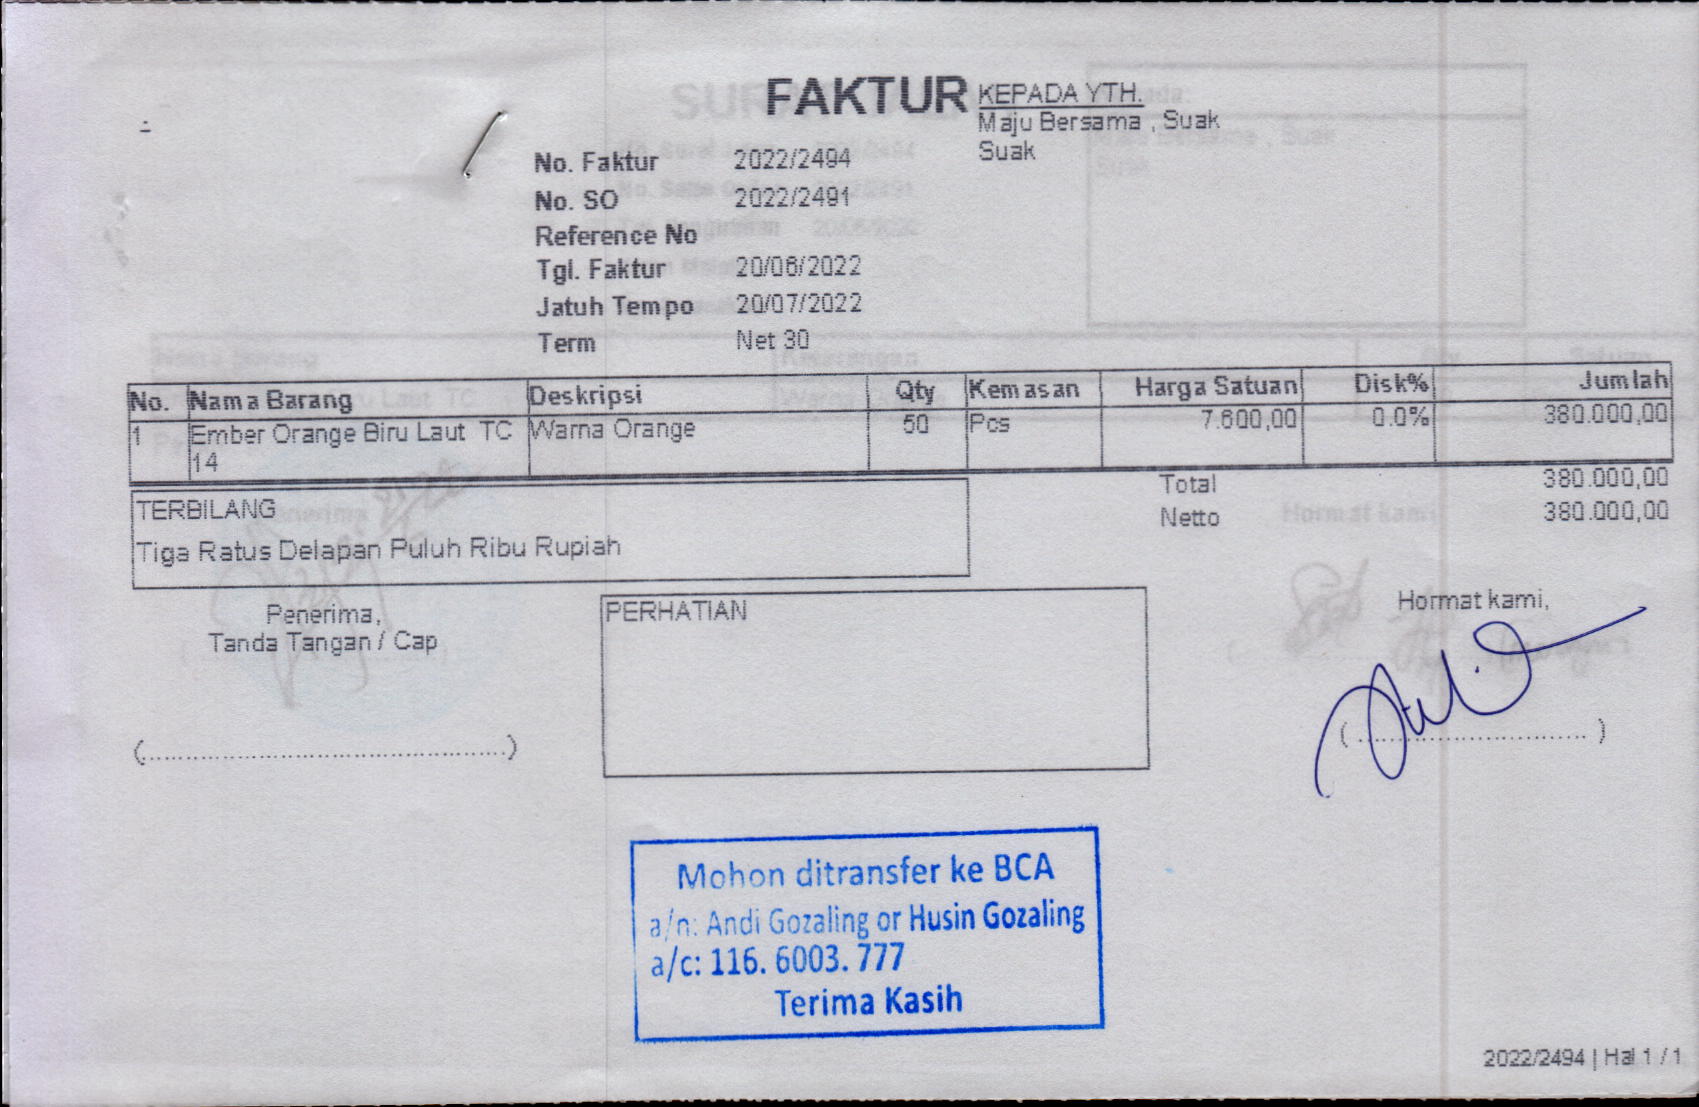 FAKTUR
KEPADA YTH.
Maju Bersama , Suak
Suak
No. Faktur 2022/2494
No. SO 2022/2491
Reference No
Tgl. Faktur 20/06/2022
Jatuh Tempo 20/07/2022
Term Net 30
No. Nama Barang Deskripsi Qty Kemasan Harga Satuan Disk% Jumlah
1 Ember Orange Biru Laut TC 14 Warna Orange 50 Pcs 7.600,00 0.0% 380.000,00
Total 380.000,00
Netto 380.000,00
TERBILANG
Tiga Ratus Delapan Puluh Ribu Rupiah
Penerima,
Tanda Tangan / Cap
PERHATIAN
Hormat kami,
Mohon ditransfer ke BCA
a/n: Andi Gozaling or Husin Gozaling
a/c: 116. 6003. 777
Terima Kasih
2022/2494 | Hal 1 / 1